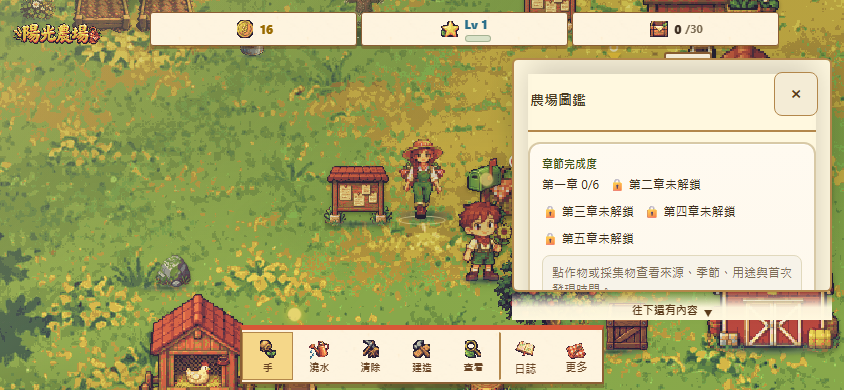 陽光農場
16
Lv 1
0 /30
農場圖鑑
×
章節完成度
第一章 0/6 第二章未解鎖
第三章未解鎖 第四章未解鎖
第五章未解鎖
點作物或採集物查看來源、季節、用途與首次
發現時間。
往下還有內容 ▼
手
澆水
清除
建造
查看
日誌
更多